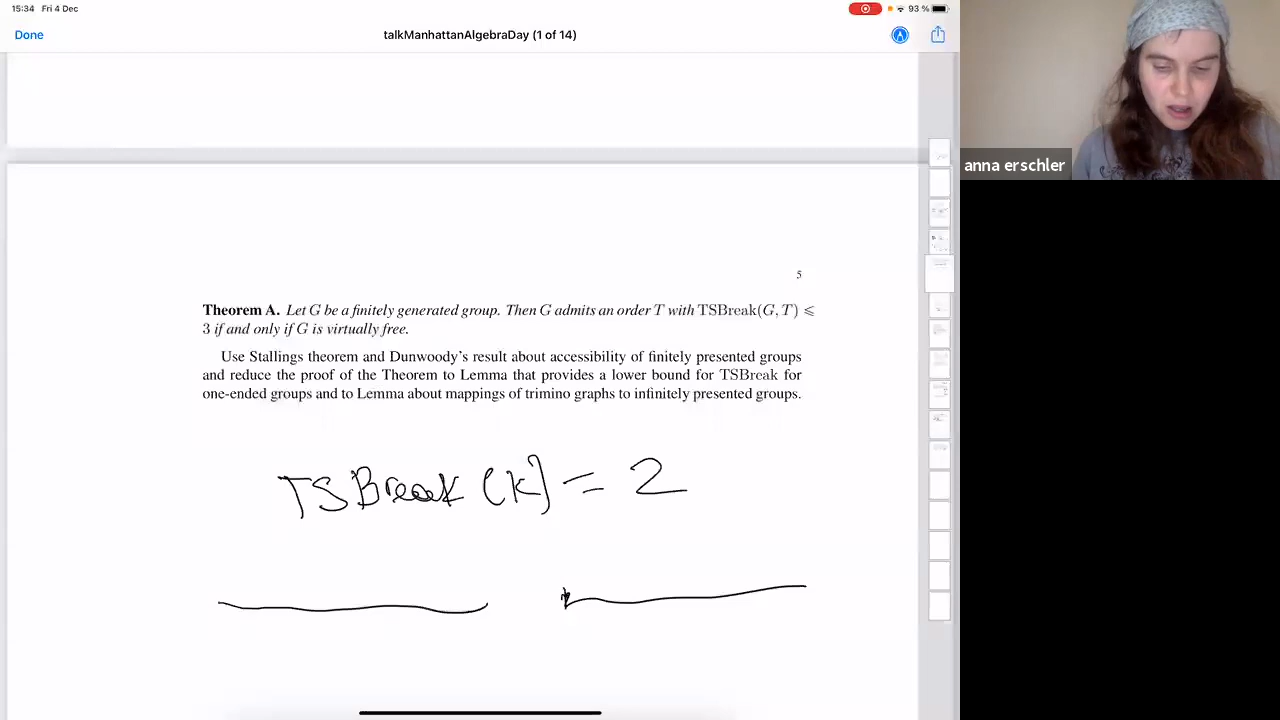 15:34 Fri 4 Dec
93 %
Done
talkManhattanAlgebraDay (1 of 14)
anna erschler
5
Theorem A. Let G be a finitely generated group. Then G admits an order T with TSBreak(G, T) ⩽
3 if and only if G is virtually free.
Use Stallings theorem and Dunwoody's result about accessibility of finitely presented groups
and reduce the proof of the Theorem to Lemma that provides a lower bound for TSBreak for
one-ended groups and to Lemma about mappings of trimino graphs to infinitely presented groups.
TSBreak (k) = 2